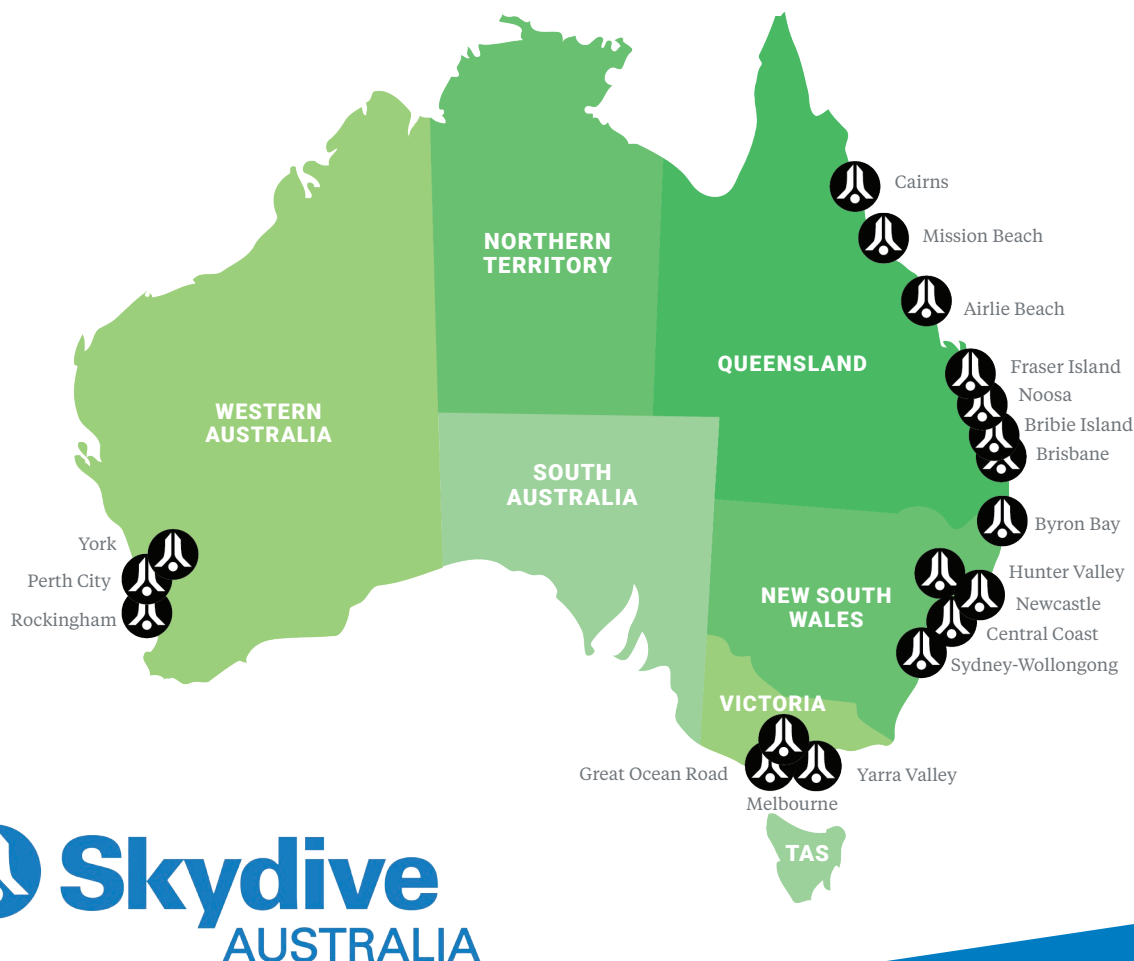 Cairns
Mission Beach
NORTHERN
TERRITORY
Airlie Beach
QUEENSLAND
Fraser Island
Noosa
WESTERN
AUSTRALIA
Bribie Island
Brisbane
SOUTH
AUSTRALIA
Byron Bay
York
Perth City
Rockingham
Hunter Valley
NEW SOUTH
WALES
Newcastle
Central Coast
Sydney-Wollongong
VICTORIA
Great Ocean Road
Yarra Valley
Melbourne
TAS
Skydive
AUSTRALIA